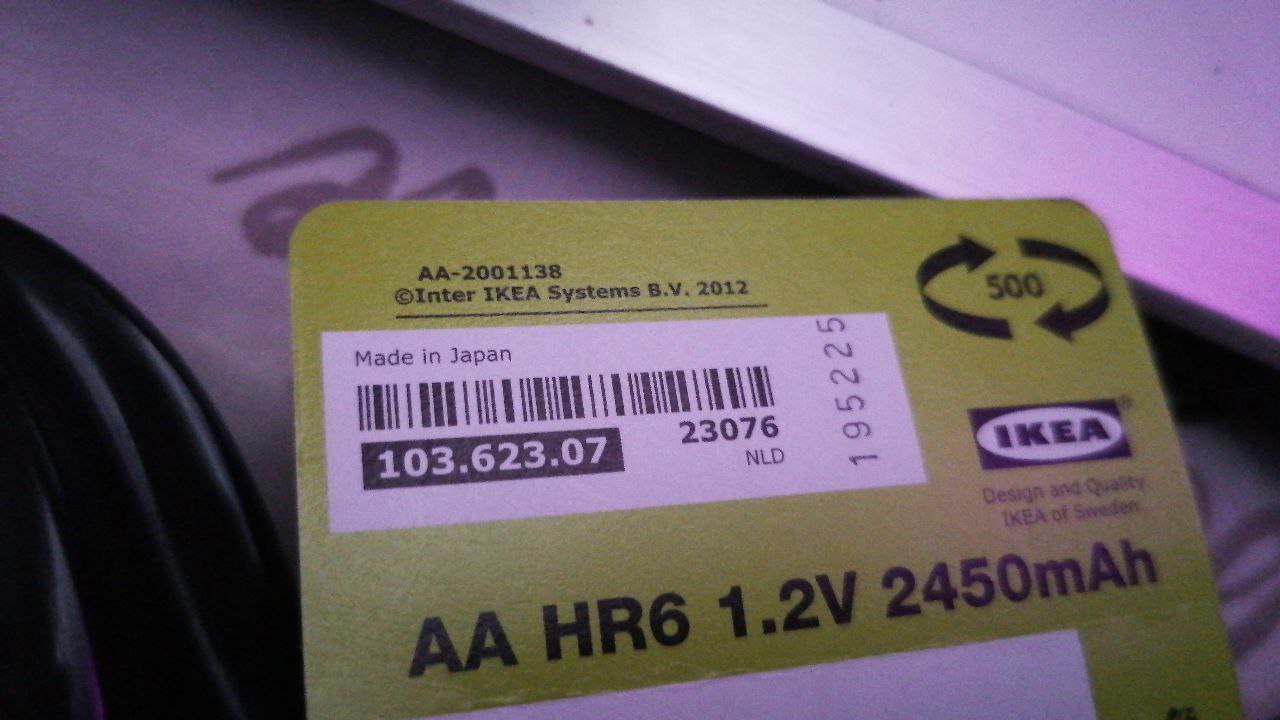 AA-2001138
©Inter IKEA Systems B.V. 2012
Made in Japan
103.623.07
23076
NLD
195225
500
IKEA®
Design and Quality
IKEA of Sweden
AA HR6 1.2V 2450mAh